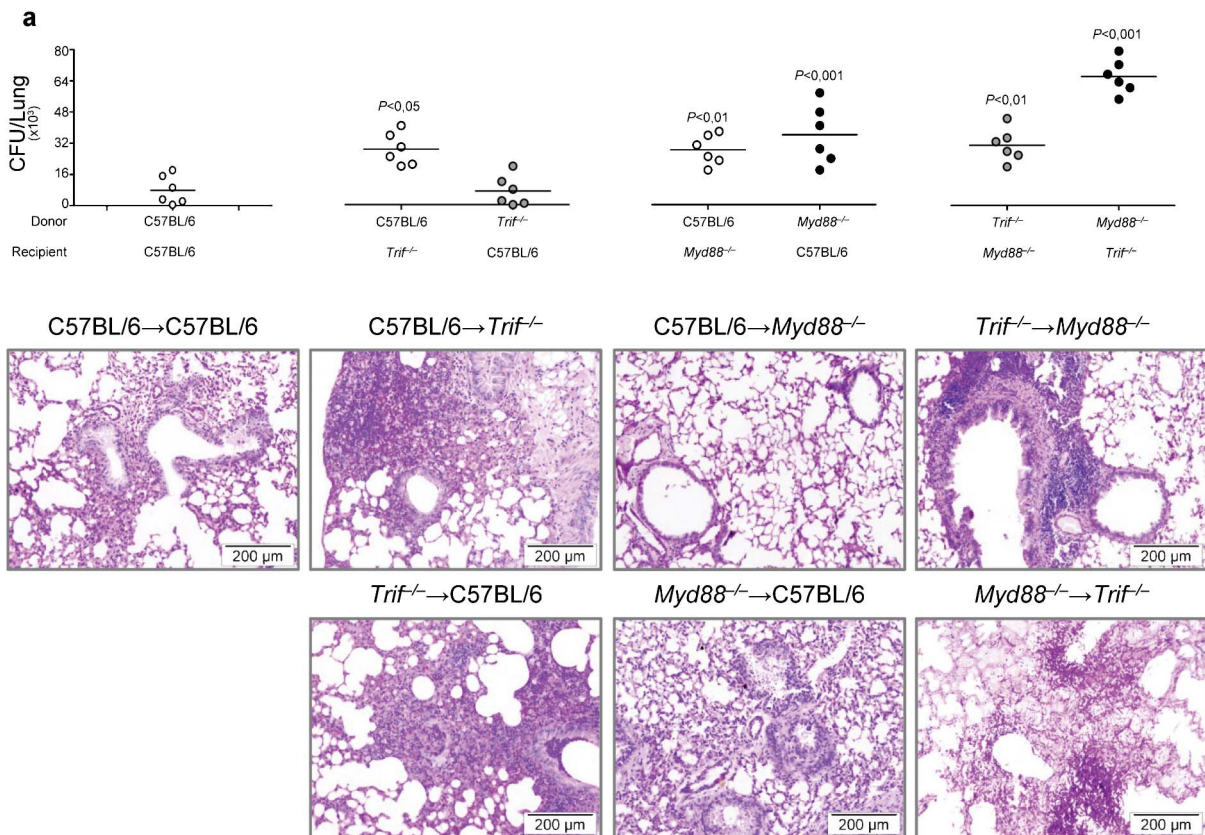 a
CFU/Lung
(x10³)
80
64
48
32
16
0
P<0,05
P<0,01
P<0,001
P<0,01
P<0,001
Donor
C57BL/6
C57BL/6
Trif⁻/⁻
C57BL/6
Myd88⁻/⁻
Trif⁻/⁻
Myd88⁻/⁻
Recipient
C57BL/6
Trif⁻/⁻
C57BL/6
Myd88⁻/⁻
C57BL/6
Myd88⁻/⁻
Trif⁻/⁻
C57BL/6→C57BL/6
C57BL/6→Trif⁻/⁻
C57BL/6→Myd88⁻/⁻
Trif⁻/⁻→Myd88⁻/⁻
200 µm
200 µm
200 µm
200 µm
Trif⁻/⁻→C57BL/6
Myd88⁻/⁻→C57BL/6
Myd88⁻/⁻→Trif⁻/⁻
200 µm
200 µm
200 µm